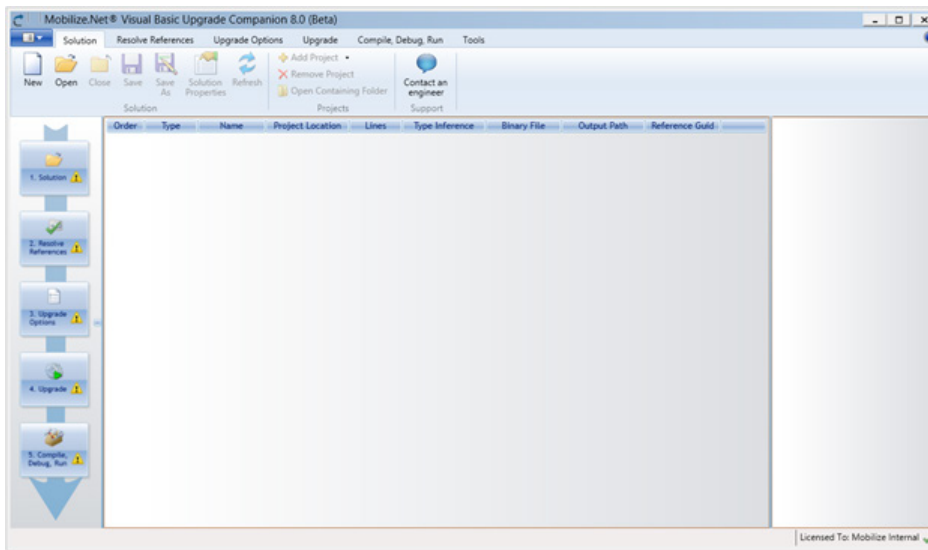 Mobilize.Net® Visual Basic Upgrade Companion 8.0 (Beta)
Solution Resolve References Upgrade Options Upgrade Compile, Debug, Run Tools
New Open Close Save Save As Solution Properties Refresh
Add Project
Remove Project
Open Containing Folder
Contact an engineer
Solution Projects Support
Order Type Name Project Location Lines Type Inference Binary File Output Path Reference Guid
1. Solution
2. Resolve
References
3. Upgrade
Options
4. Upgrade
5. Compile,
Debug, Run
Licensed To: Mobilize Internal